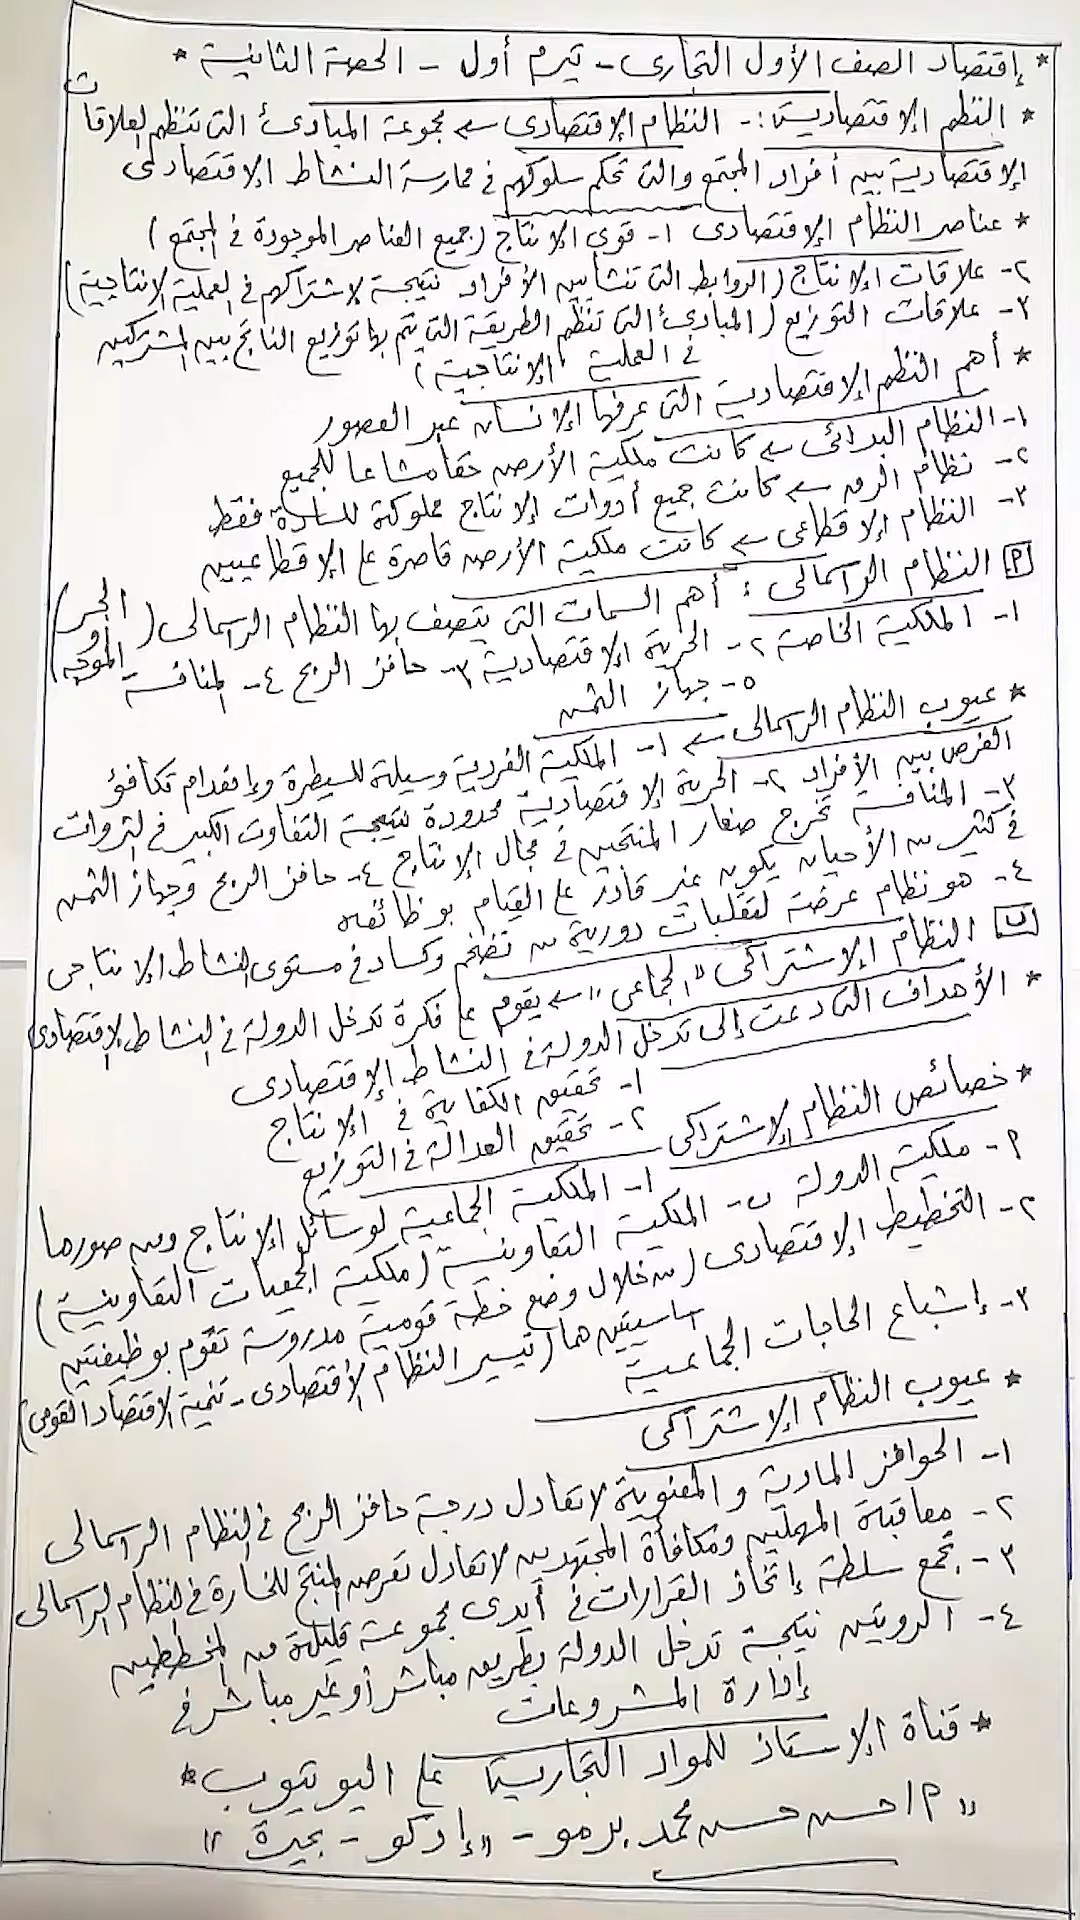 * إقتصاد الصف الأول التجارى - تيرم أول - الحصة الثانية *
* النظم الإقتصادية :- النظام الإقتصادى ← مجموعة المبادئ التى تنظم العلاقات
الإقتصادية بين أفراد المجتمع والتى تحكم سلوكهم فى ممارسة النشاط الإقتصادى
* عناصر النظام الإقتصادى ١- قوى الإنتاج (جميع العناصر الموجودة فى المجتمع)
٢- علاقات الإنتاج (الروابط التى تنشأ بين الأفراد نتيجة لإشتراكهم فى العملية الإنتاجية)
٣- علاقات التوزيع (المبادئ التى تنظم الطريقة التى يتم بها توزيع الناتج بين المشتركين
فى العملية الإنتاجية)
* أهم النظم الإقتصادية التى عرفها الإنسان عبر العصور
١- النظام البدائى ← كانت ملكية الأرض حقا مشاعا للجميع
٢- نظام الرق ← كانت جميع أدوات الإنتاج مملوكة للسادة فقط
٣- النظام الإقطاعى ← كانت ملكية الأرض قاصرة على الإقطاعيين
[أ] النظام الرأسمالى : أهم السمات التى يتصف بها النظام الرأسمالى (الحر أو الموجه)
١- الملكية الخاصة ٢- الحرية الإقتصادية ٣- حافز الربح ٤- المنافسة
٥- جهاز الثمن
* عيوب النظام الرأسمالى ← ١- الملكية الفردية وسيلة للسيطرة وإنعدام تكافؤ
الفرص بين الأفراد ٢- الحرية الإقتصادية محدودة نتيجة التفاوت الكبير فى الثروات
٣- المنافسة تخرج صغار المنتجين فى مجال الإنتاج ٤- حافز الربح وجهاز الثمن
فى كثير من الأحيان يكون غير قادر على القيام بوظائفه
٤- هو نظام عرضة لتقلبات دورية من تضخم وكساد فى مستوى النشاط الإنتاجى
[ب] النظام الإشتراكى "الجماعى" ← يقوم على فكرة تدخل الدولة فى النشاط الإقتصادى
* الأهداف التى دعت إلى تدخل الدولة فى النشاط الإقتصادى
١- تحقيق الكفاية فى الإنتاج
٢- تحقيق العدالة فى التوزيع
* خصائص النظام الإشتراكى
١- الملكية الجماعية لوسائل الإنتاج ومن صورها
أ- ملكية الدولة ب- الملكية التعاونية (ملكية الجمعيات التعاونية)
٢- التخطيط الإقتصادى (من خلال وضع خطة قومية مدروسة تقوم بوظيفتين
أساسيتين هما (تيسير النظام الإقتصادى - تنمية الإقتصاد القومى)
٣- إشباع الحاجات الجماعية
* عيوب النظام الإشتراكى
١- الحوافز المادية والمعنوية لا تعادل درجة حافز الربح فى النظام الرأسمالى
٢- معاقبة المهملين ومكافأة المجتهدين لا تعادل تعرض المنتج للخسارة فى النظام الرأسمالى
٣- تجمع سلطة إتخاذ القرارات فى أيدى مجموعة قليلة من المخططين
٤- الروتين نتيجة تدخل الدولة بطريق مباشر أو غير مباشر فى
إدارة المشروعات
* قناة الإستاذ للمواد التجارية على اليوتيوب *
" م / حسن حسن محمد برمو - "إدكو - بحيرة "